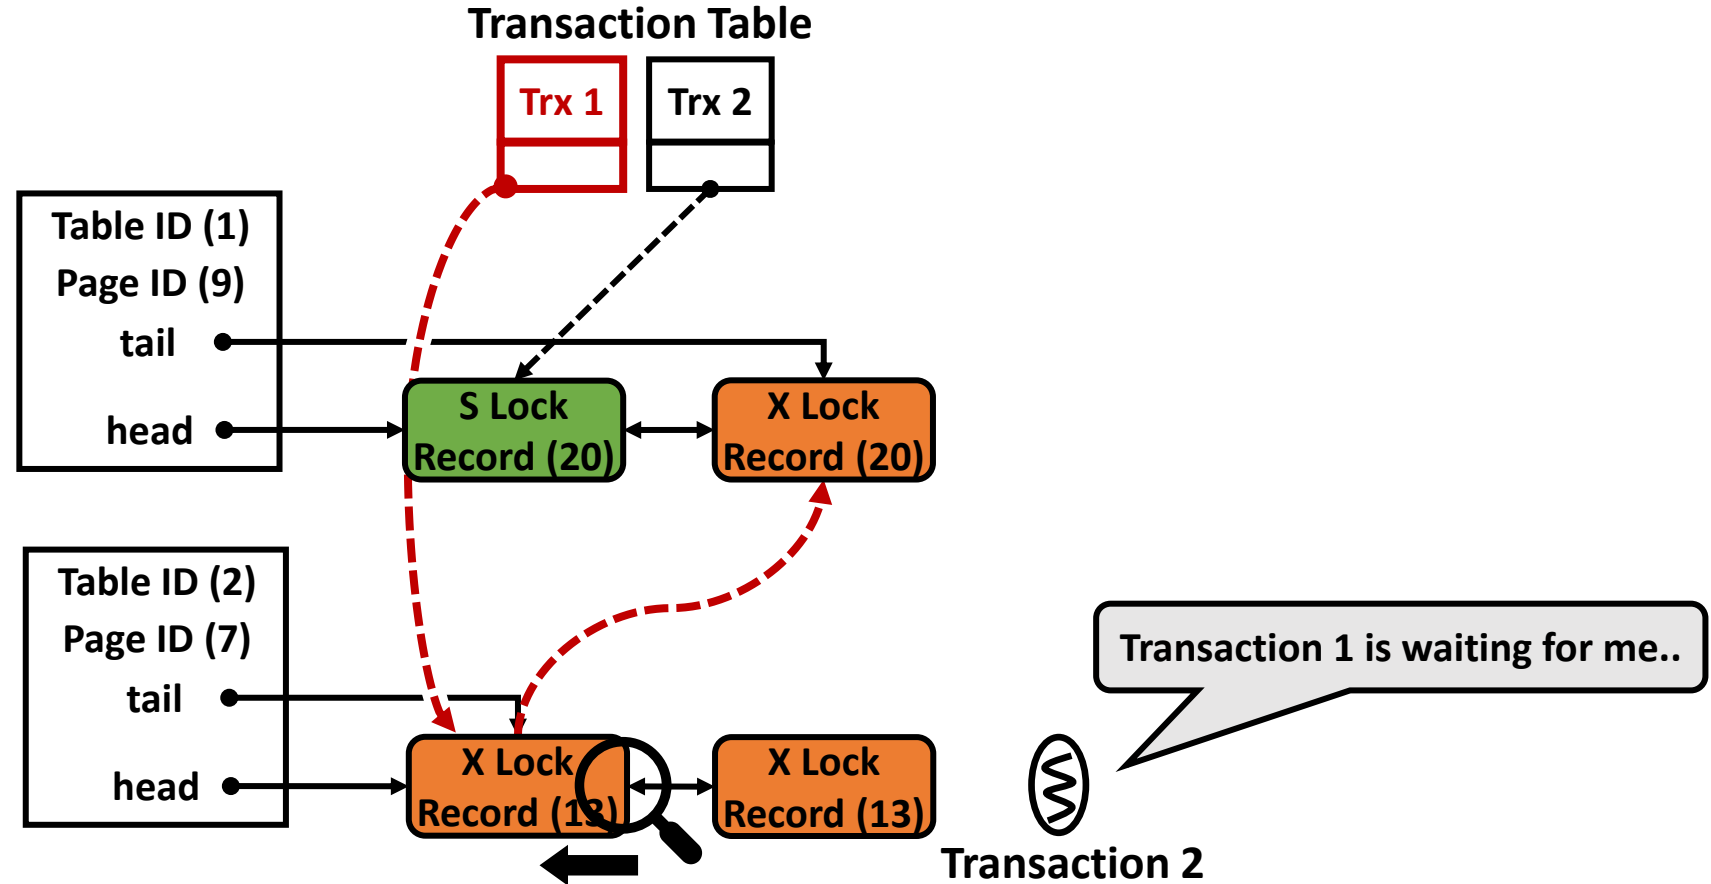 Transaction Table
Trx 1
Trx 2
Table ID (1)
Page ID (9)
tail
head
S Lock
Record (20)
X Lock
Record (20)
Table ID (2)
Page ID (7)
tail
head
X Lock
Record (13)
X Lock
Record (13)
Transaction 1 is waiting for me..
Transaction 2